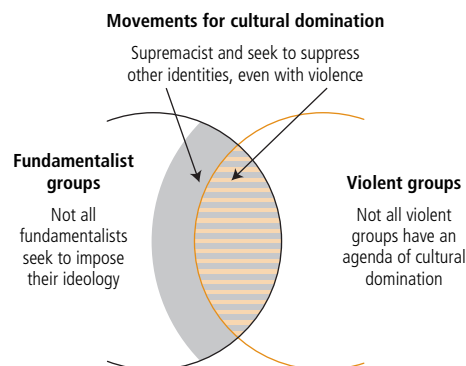 Movements for cultural domination
Supremacist and seek to suppress
other identities, even with violence
Fundamentalist
groups
Not all
fundamentalists
seek to impose
their ideology
Violent groups
Not all violent
groups have an
agenda of cultural
domination